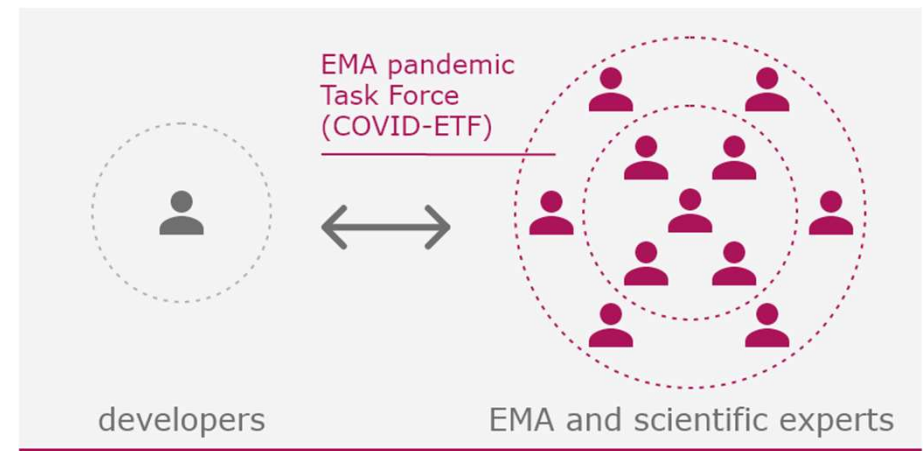 EMA pandemic
Task Force
(COVID-ETF)
developers
EMA and scientific experts